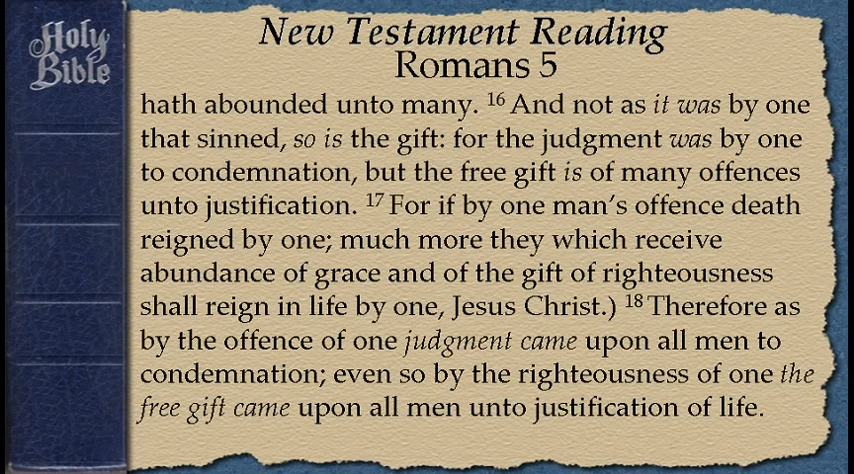 Holy
Bible
New Testament Reading
Romans 5
hath abounded unto many. 16 And not as it was by one
that sinned, so is the gift: for the judgment was by one
to condemnation, but the free gift is of many offences
unto justification. 17 For if by one man’s offence death
reigned by one; much more they which receive
abundance of grace and of the gift of righteousness
shall reign in life by one, Jesus Christ.) 18 Therefore as
by the offence of one judgment came upon all men to
condemnation; even so by the righteousness of one the
free gift came upon all men unto justification of life.